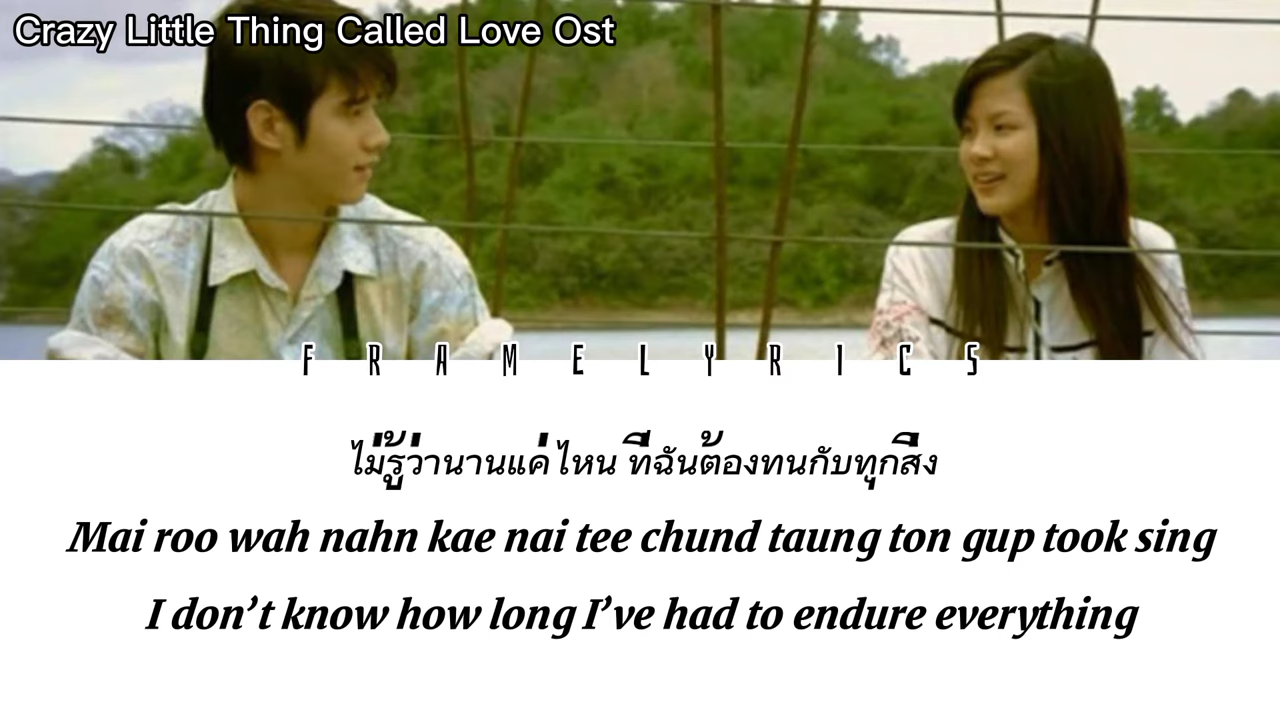 Crazy Little Thing Called Love Ost
FRAMELYRICS
ไม่รู้ว่านานแค่ไหน ที่ฉันต้องทนกับทุกสิ่ง
Mai roo wah nahn kae nai tee chund taung ton gup took sing
I don't know how long I've had to endure everything